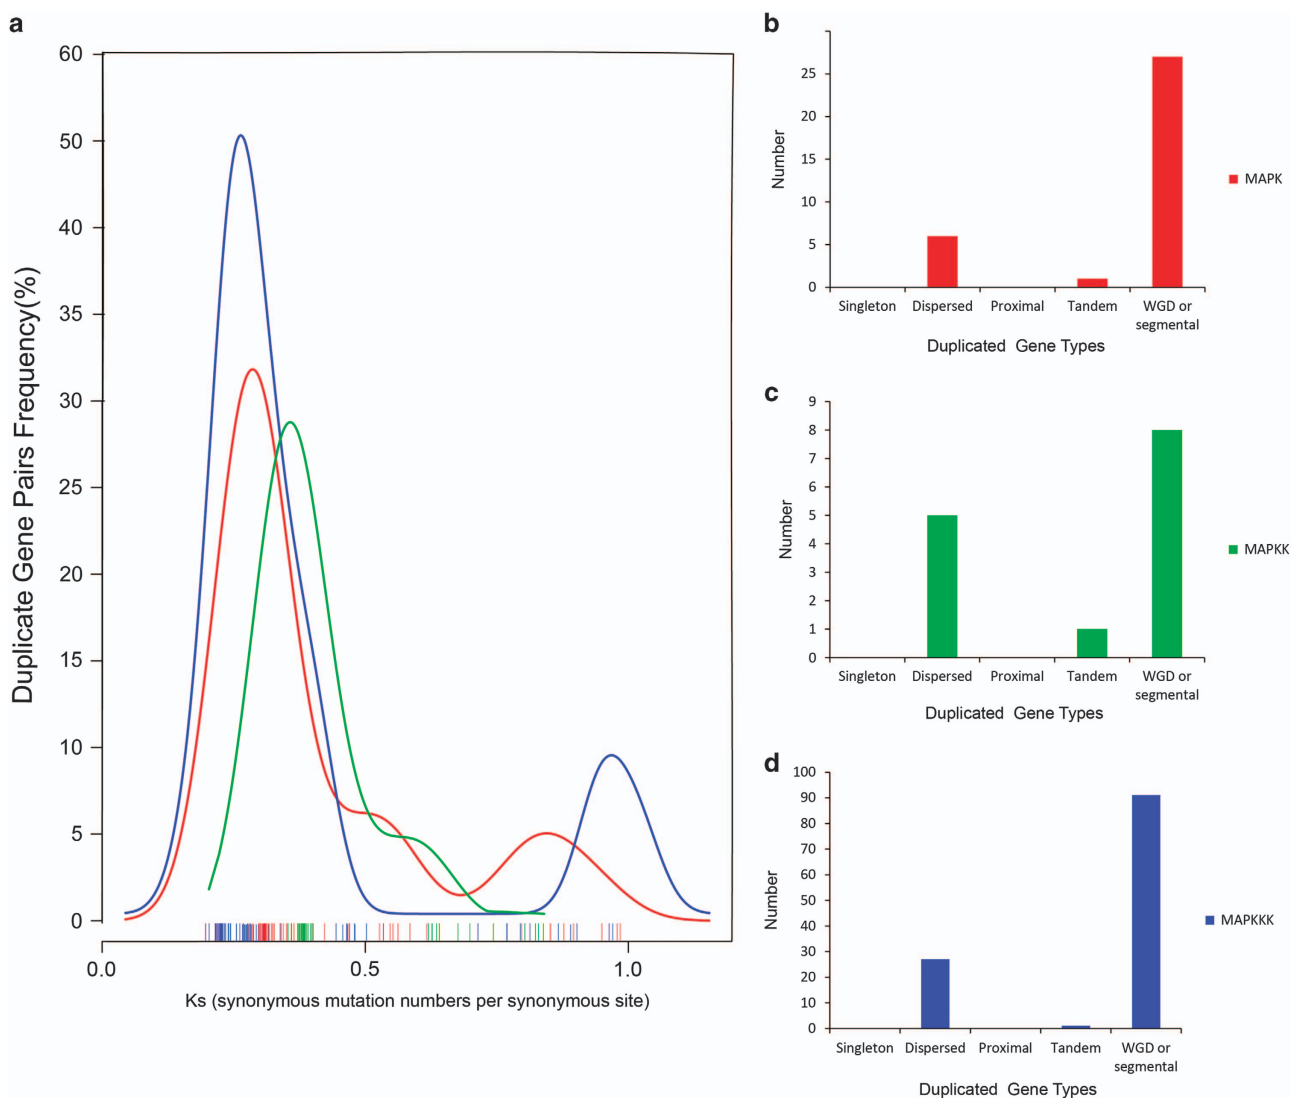 a
60
50
40
35
30
25
20
15
10
5
0
Duplicate Gene Pairs Frequency(%)
0.0 0.5 1.0
Ks (synonymous mutation numbers per synonymous site)
b
25
20
15
10
5
0
Number
Singleton Dispersed Proximal Tandem WGD or
segmental
Duplicated Gene Types
MAPK
c
9
8
7
6
5
4
3
2
1
0
Number
Singleton Dispersed Proximal Tandem WGD or
segmental
Duplicated Gene Types
MAPKK
d
100
90
80
70
60
50
40
30
20
10
0
Number
Singleton Dispersed Proximal Tandem WGD or
segmental
Duplicated Gene Types
MAPKKK